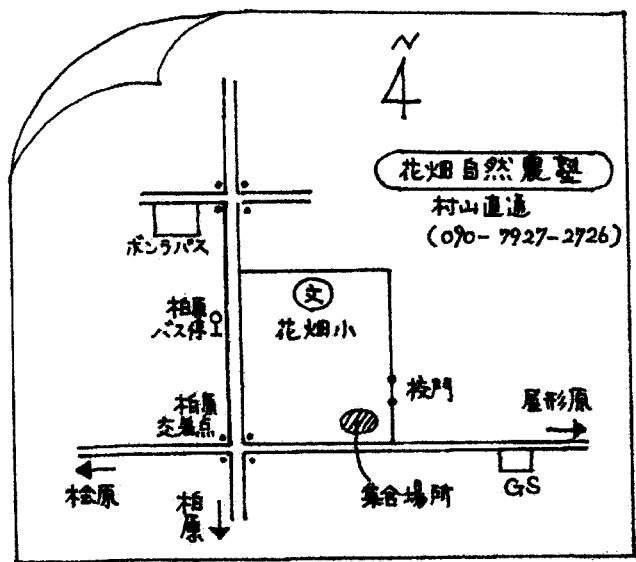 N
花畑自然農塾
村山直通
(090-7927-2726)
ボンラパス
文
花畑小
柏原
バス停
校門
柏原
交差点
屋形原
桧原
柏原
集合場所
GS